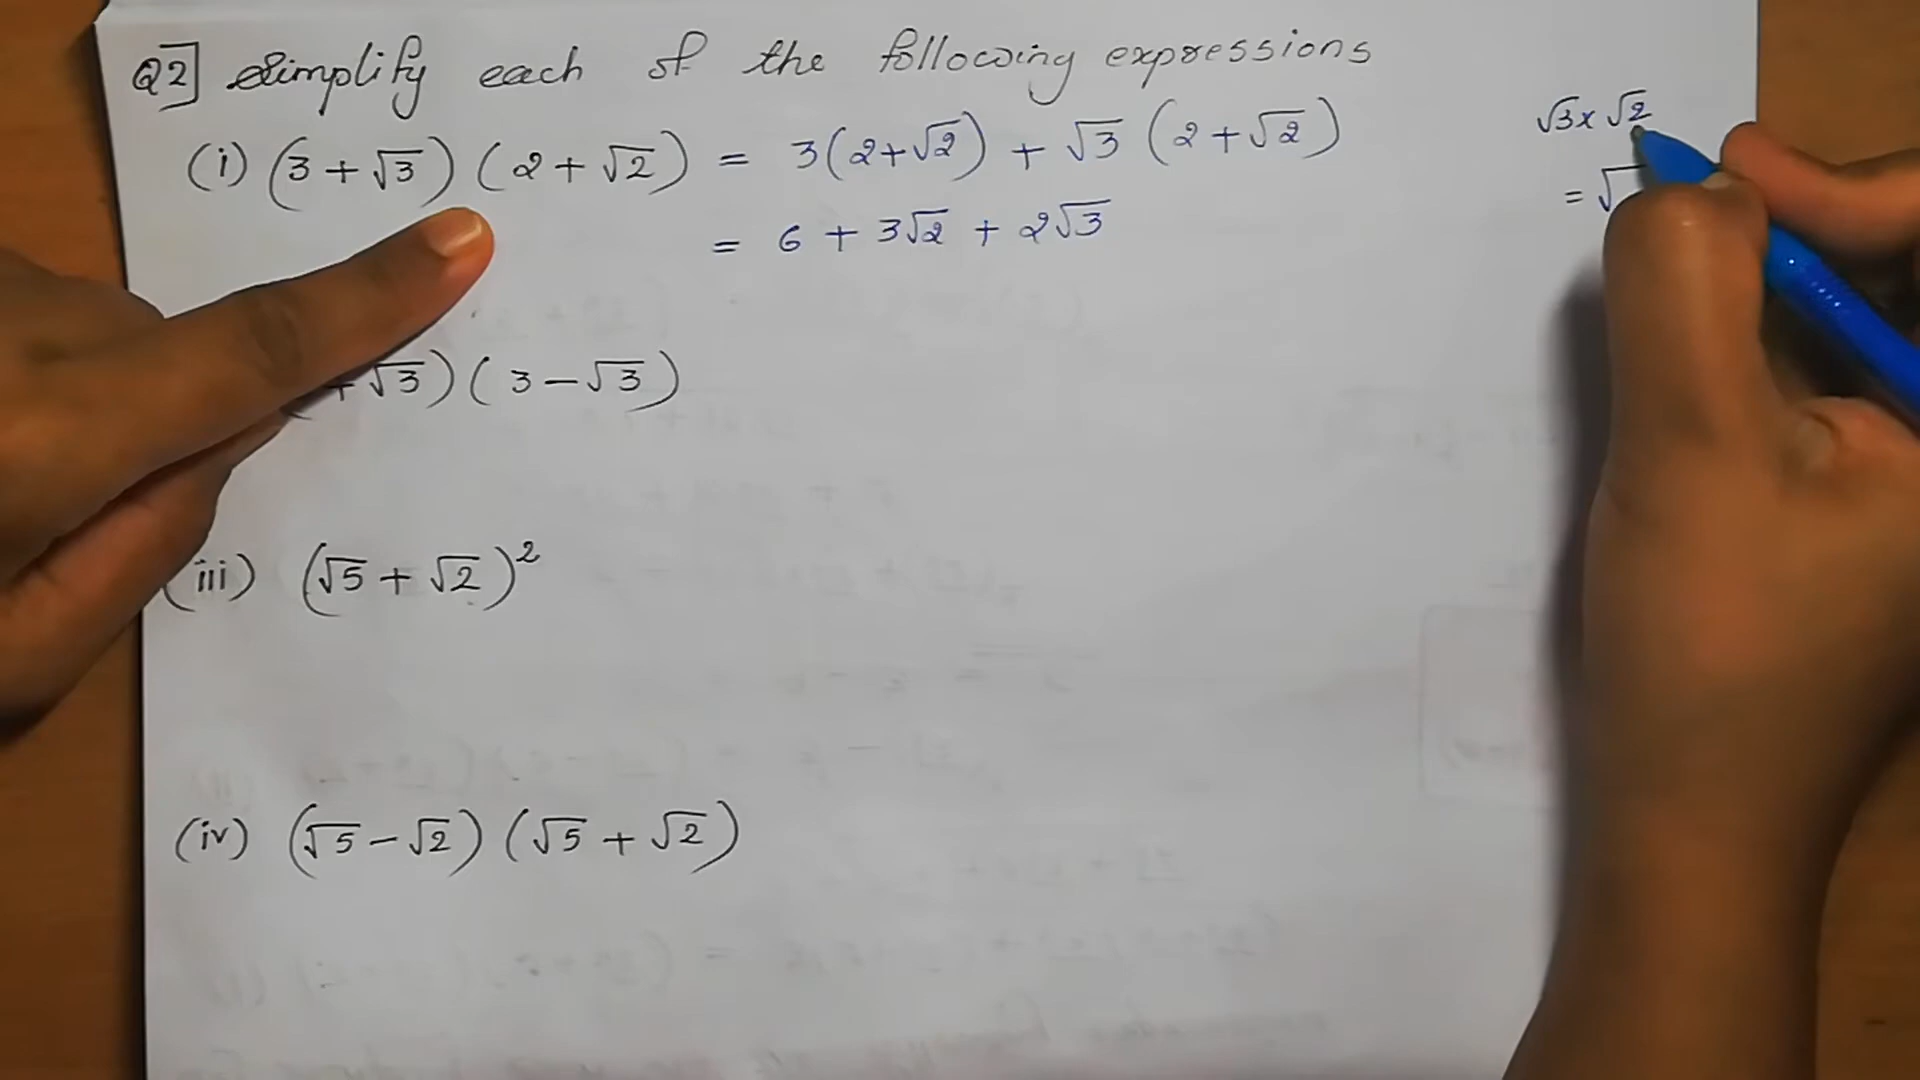 Q2] Simplify each of the following expressions
(i) (3 + √3) (2 + √2) = 3(2+√2) + √3 (2 + √2)
= 6 + 3√2 + 2√3
√3 x √2
= √
+ √3) ( 3 − √3 )
(iii) (√5 + √2)²
(iv) (√5 − √2) (√5 + √2)